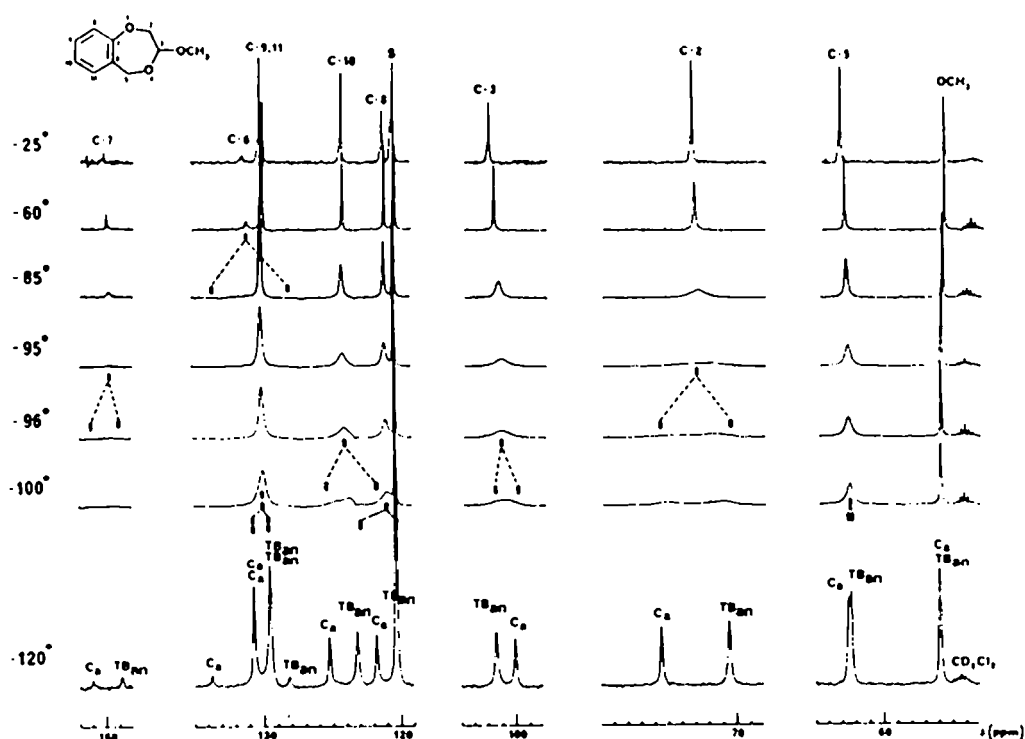 O
OCH3
O
C-7
C-6
C-9,11
C-10
C-8
S
C-3
C-2
C-5
OCH3
-25°
-60°
-85°
-95°
-96°
-100°
-120°
Ca
TBan
Ca
Ca
Ca
TBan
TBan
TBan
Ca
TBan
Ca
TBan
TBan
Ca
Ca
TBan
Ca
TBan
Ca
TBan
CD2Cl2
150
130
120
100
70
60
δ (ppm)